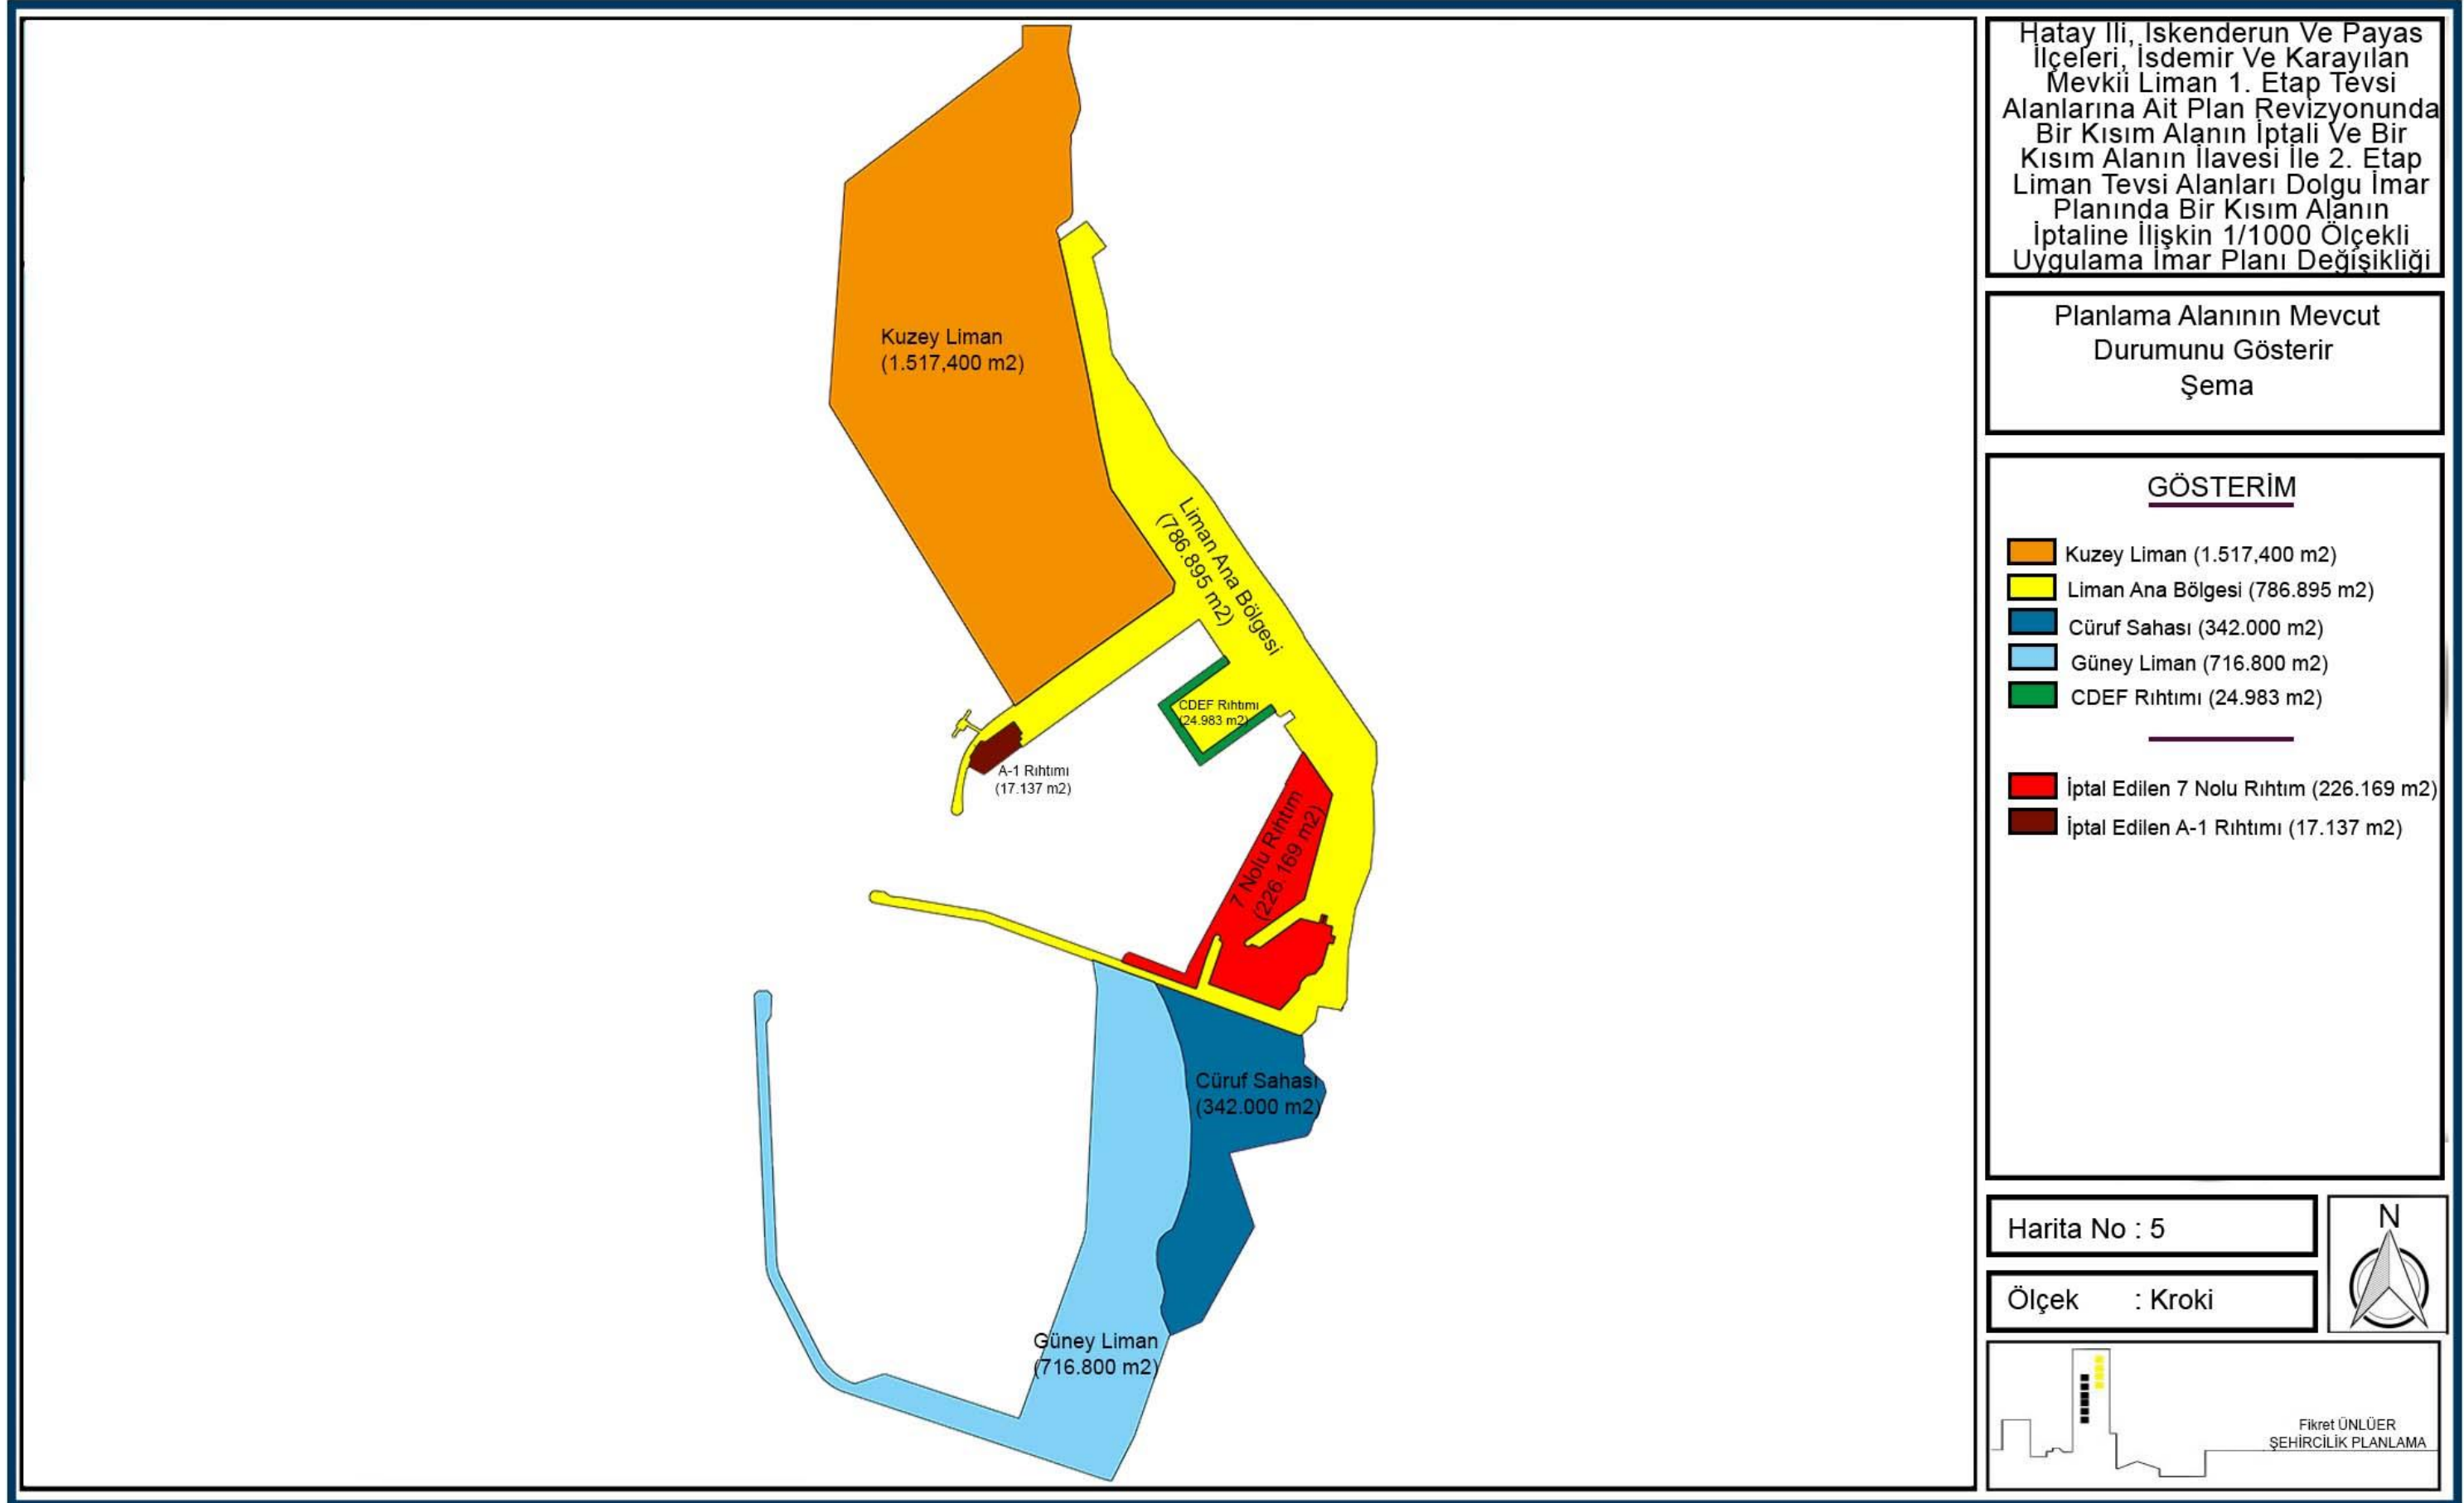 Hatay İli, İskenderun Ve Payas
İlçeleri, İsdemir Ve Karayılan
Mevkii Liman 1. Etap Tevsi
Alanlarına Ait Plan Revizyonunda
Bir Kısım Alanın İptali Ve Bir
Kısım Alanın İlavesi İle 2. Etap
Liman Tevsi Alanları Dolgu İmar
Planında Bir Kısım Alanın
İptaline İlişkin 1/1000 Ölçekli
Uygulama İmar Planı Değişikliği
Planlama Alanının Mevcut
Durumunu Gösterir
Şema
GÖSTERİM
Kuzey Liman (1.517,400 m2)
Liman Ana Bölgesi (786.895 m2)
Cüruf Sahası (342.000 m2)
Güney Liman (716.800 m2)
CDEF Rıhtımı (24.983 m2)
İptal Edilen 7 Nolu Rıhtım (226.169 m2)
İptal Edilen A-1 Rıhtımı (17.137 m2)
Harita No : 5
Ölçek : Kroki
N
Fikret ÜNLÜER
ŞEHİRCİLİK PLANLAMA
Kuzey Liman
(1.517,400 m2)
Liman Ana Bölgesi
(786.895 m2)
CDEF Rıhtımı
(24.983 m2)
A-1 Rıhtımı
(17.137 m2)
7 Nolu Rıhtım
(226.169 m2)
Cüruf Sahası
(342.000 m2)
Güney Liman
(716.800 m2)